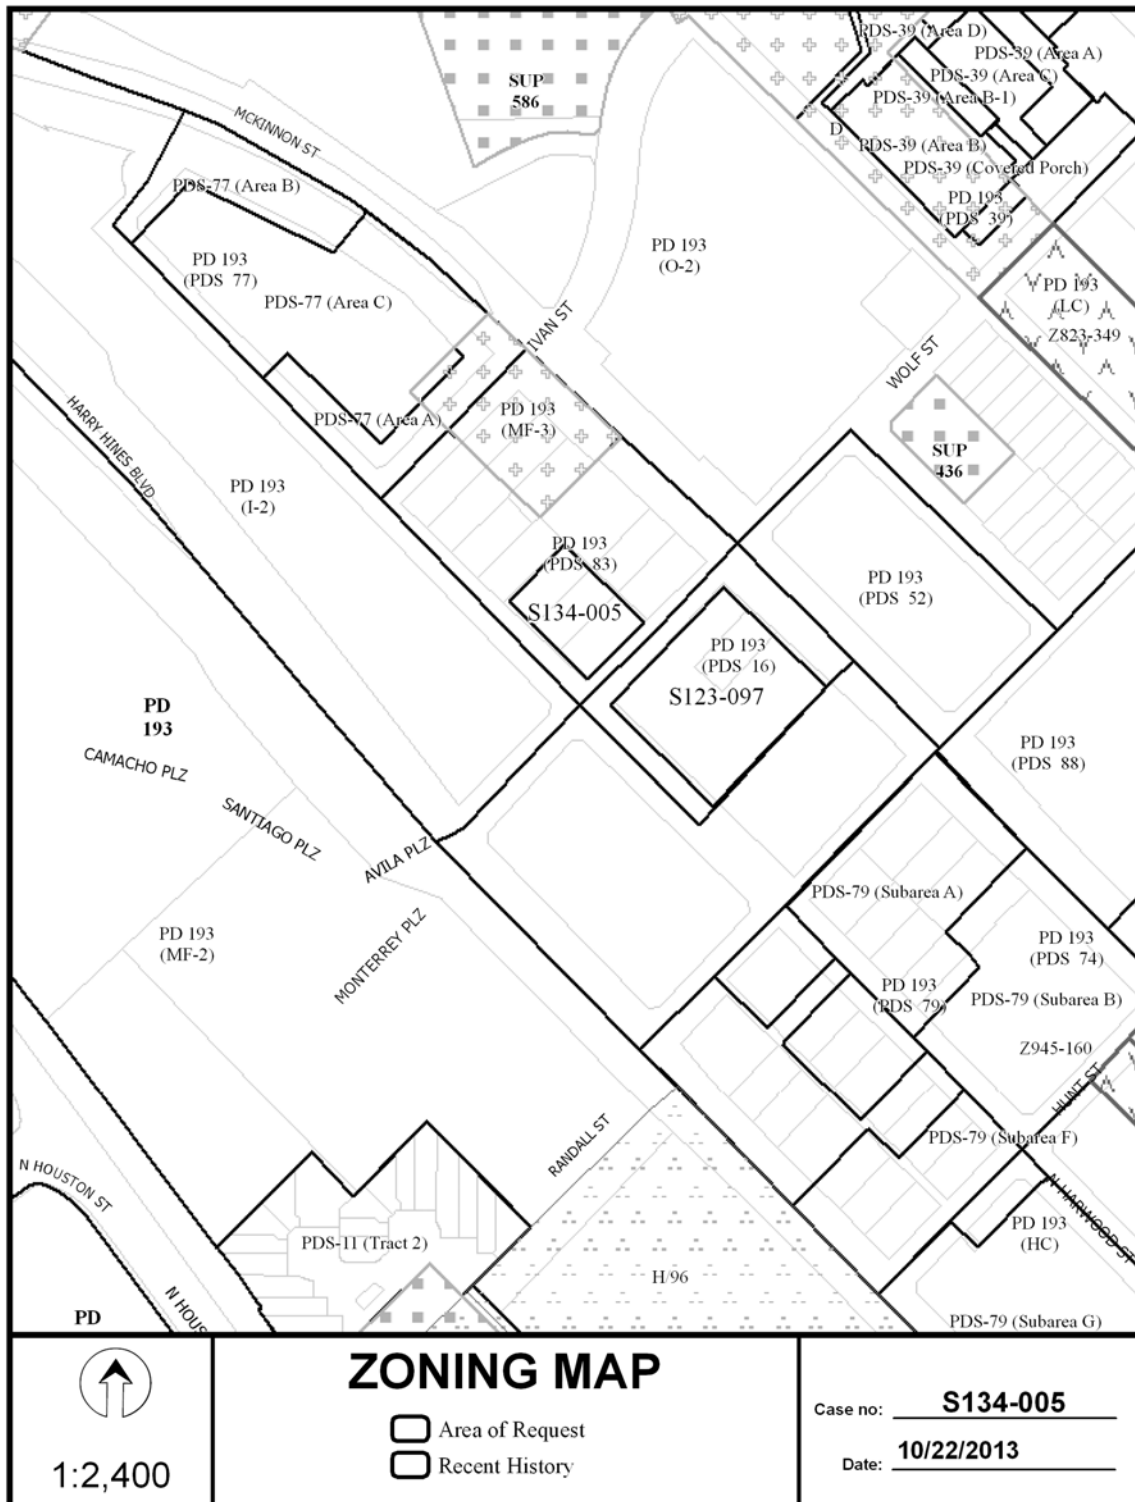 PDS-39 (Area D)
PDS-39 (Area A)
PDS-39 (Area C)
PDS-39 (Area B-1)
SUP
586
D
PDS-39 (Area B)
PDS-39 (Covered Porch)
PD 193
(PDS 39)
MCKINNON ST
PDS-77 (Area B)
PD 193
(PDS 77)
PDS-77 (Area C)
PD 193
(O-2)
PD 193
(LC)
Z823-349
IVAN ST
WOLF ST
PDS-77 (Area A)
PD 193
(MF-3)
HARRY HINES BLVD
SUP
436
PD 193
(I-2)
PD 193
(PDS 83)
S134-005
PD 193
(PDS 52)
PD 193
(PDS 16)
S123-097
PD
193
CAMACHO PLZ
PD 193
(PDS 88)
SANTIAGO PLZ
AVILA PLZ
PDS-79 (Subarea A)
MONTERREY PLZ
PD 193
(MF-2)
PD 193
(PDS 74)
PD 193
(PDS 79)
PDS-79 (Subarea B)
Z945-160
HUNT ST
RANDALL ST
PDS-79 (Subarea F)
N HOUSTON ST
N HARWOOD ST
PD 193
(HC)
PDS-11 (Tract 2)
H/96
PD
N HOUS
PDS-79 (Subarea G)
1:2,400
ZONING MAP
Area of Request
Recent History
Case no: S134-005
Date: 10/22/2013